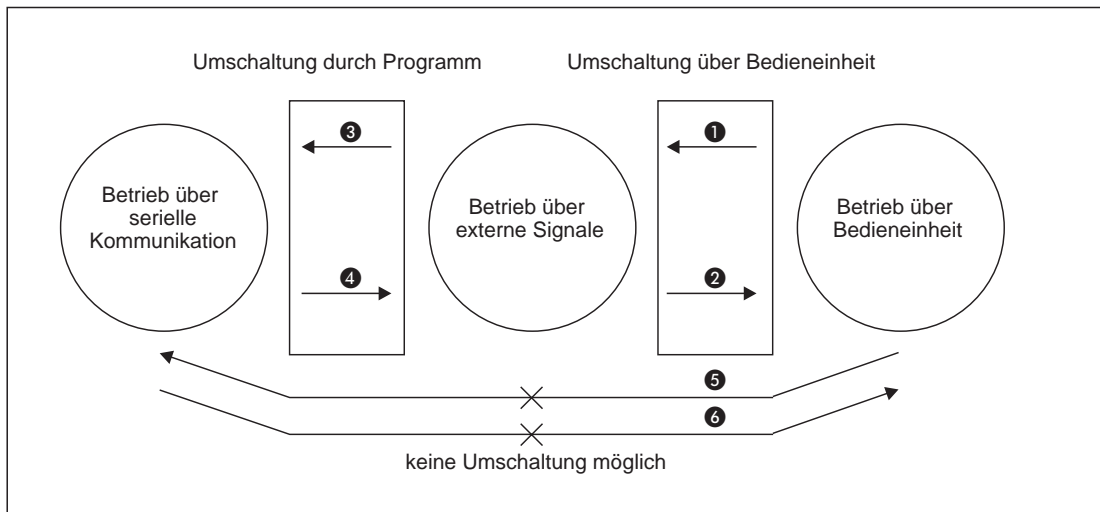 Umschaltung durch Programm
Umschaltung über Bedieneinheit
❸
❶
Betrieb über
serielle
Kommunikation
Betrieb über
externe Signale
Betrieb über
Bedieneinheit
❹
❷
❺
❻
keine Umschaltung möglich